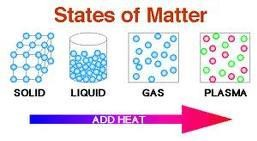 States of Matter
SOLID LIQUID GAS PLASMA
ADD HEAT